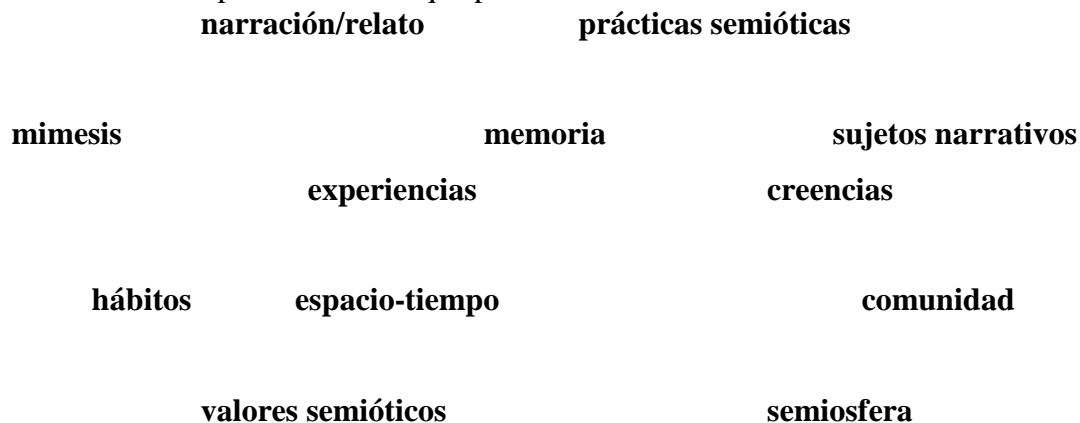 narración/relato prácticas semióticas
mimesis memoria sujetos narrativos
experiencias creencias
hábitos espacio-tiempo comunidad
valores semióticos semiosfera